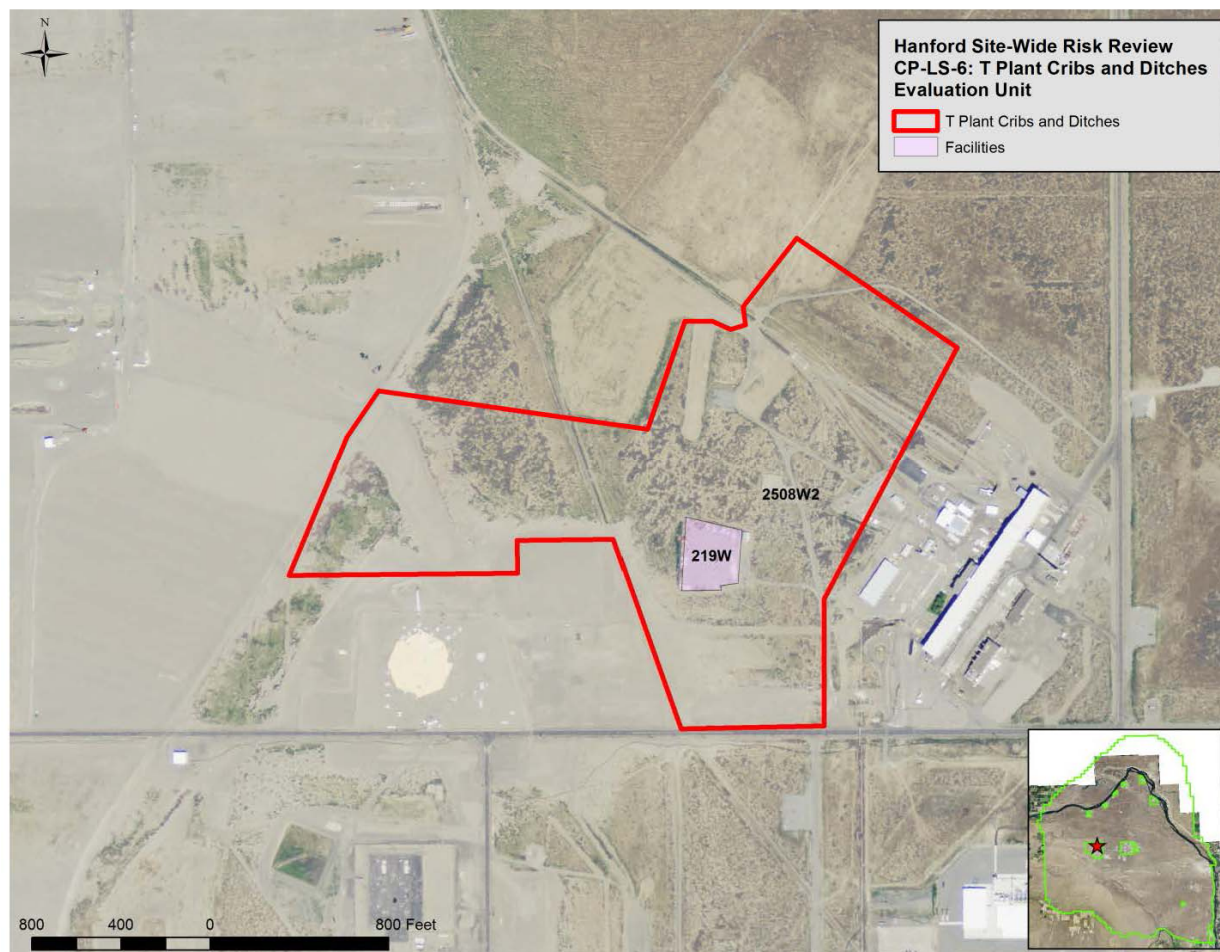 N
Hanford Site-Wide Risk Review
CP-LS-6: T Plant Cribs and Ditches
Evaluation Unit
T Plant Cribs and Ditches
Facilities
2508W2
219W
800 400 0 800 Feet